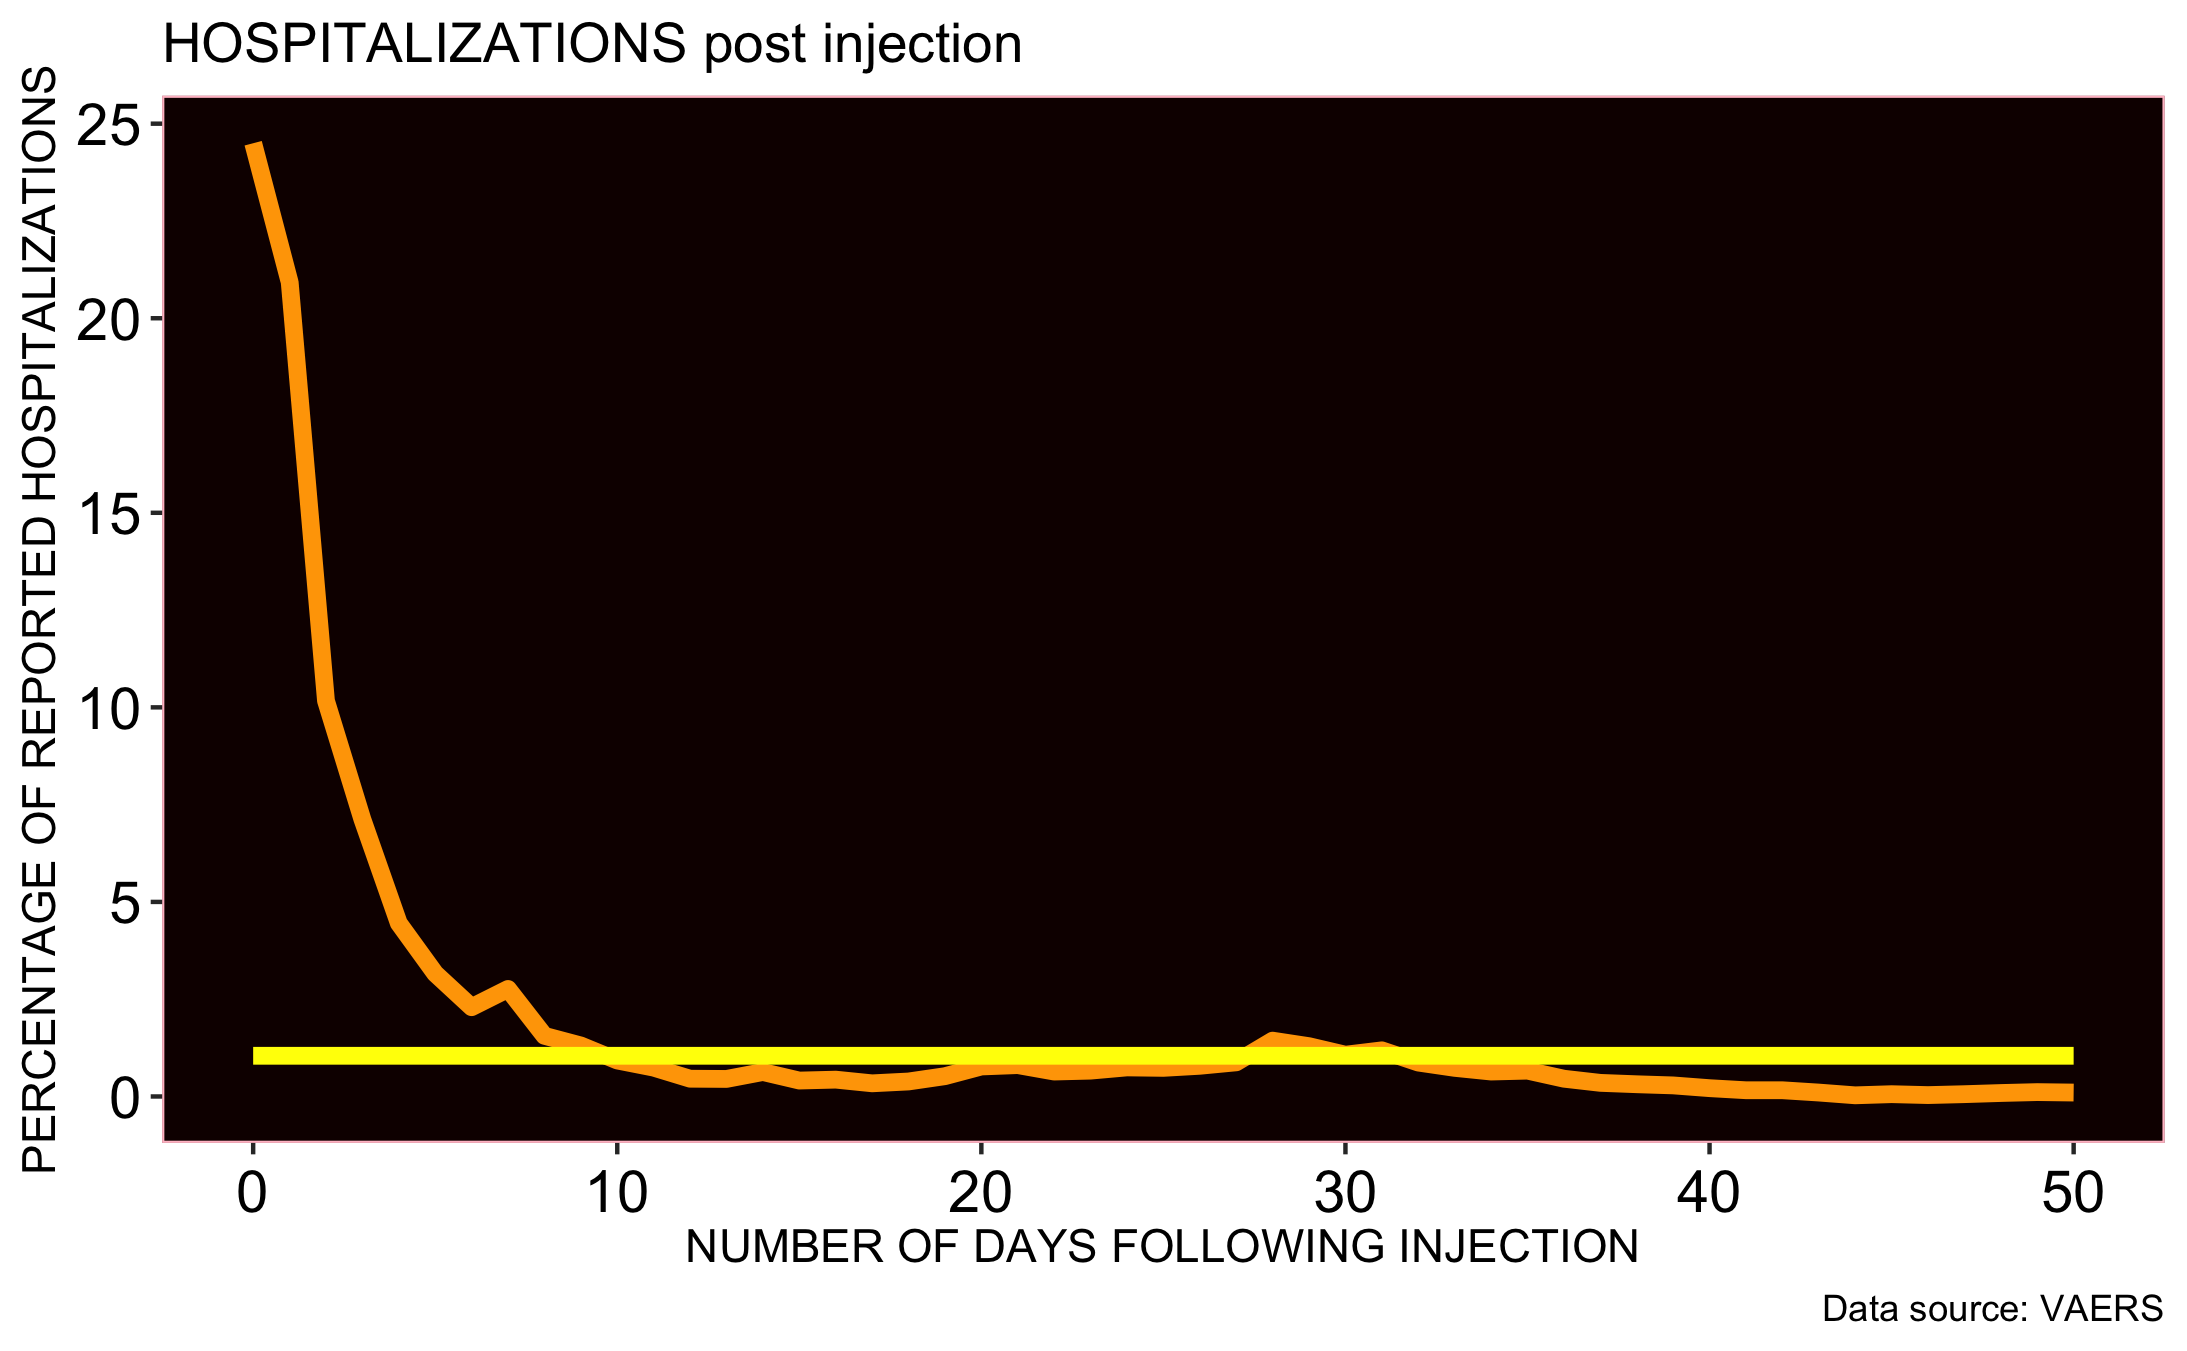 HOSPITALIZATIONS post injection
PERCENTAGE OF REPORTED HOSPITALIZATIONS
25
20
15
10
5
0
0 10 20 30 40 50
NUMBER OF DAYS FOLLOWING INJECTION
Data source: VAERS